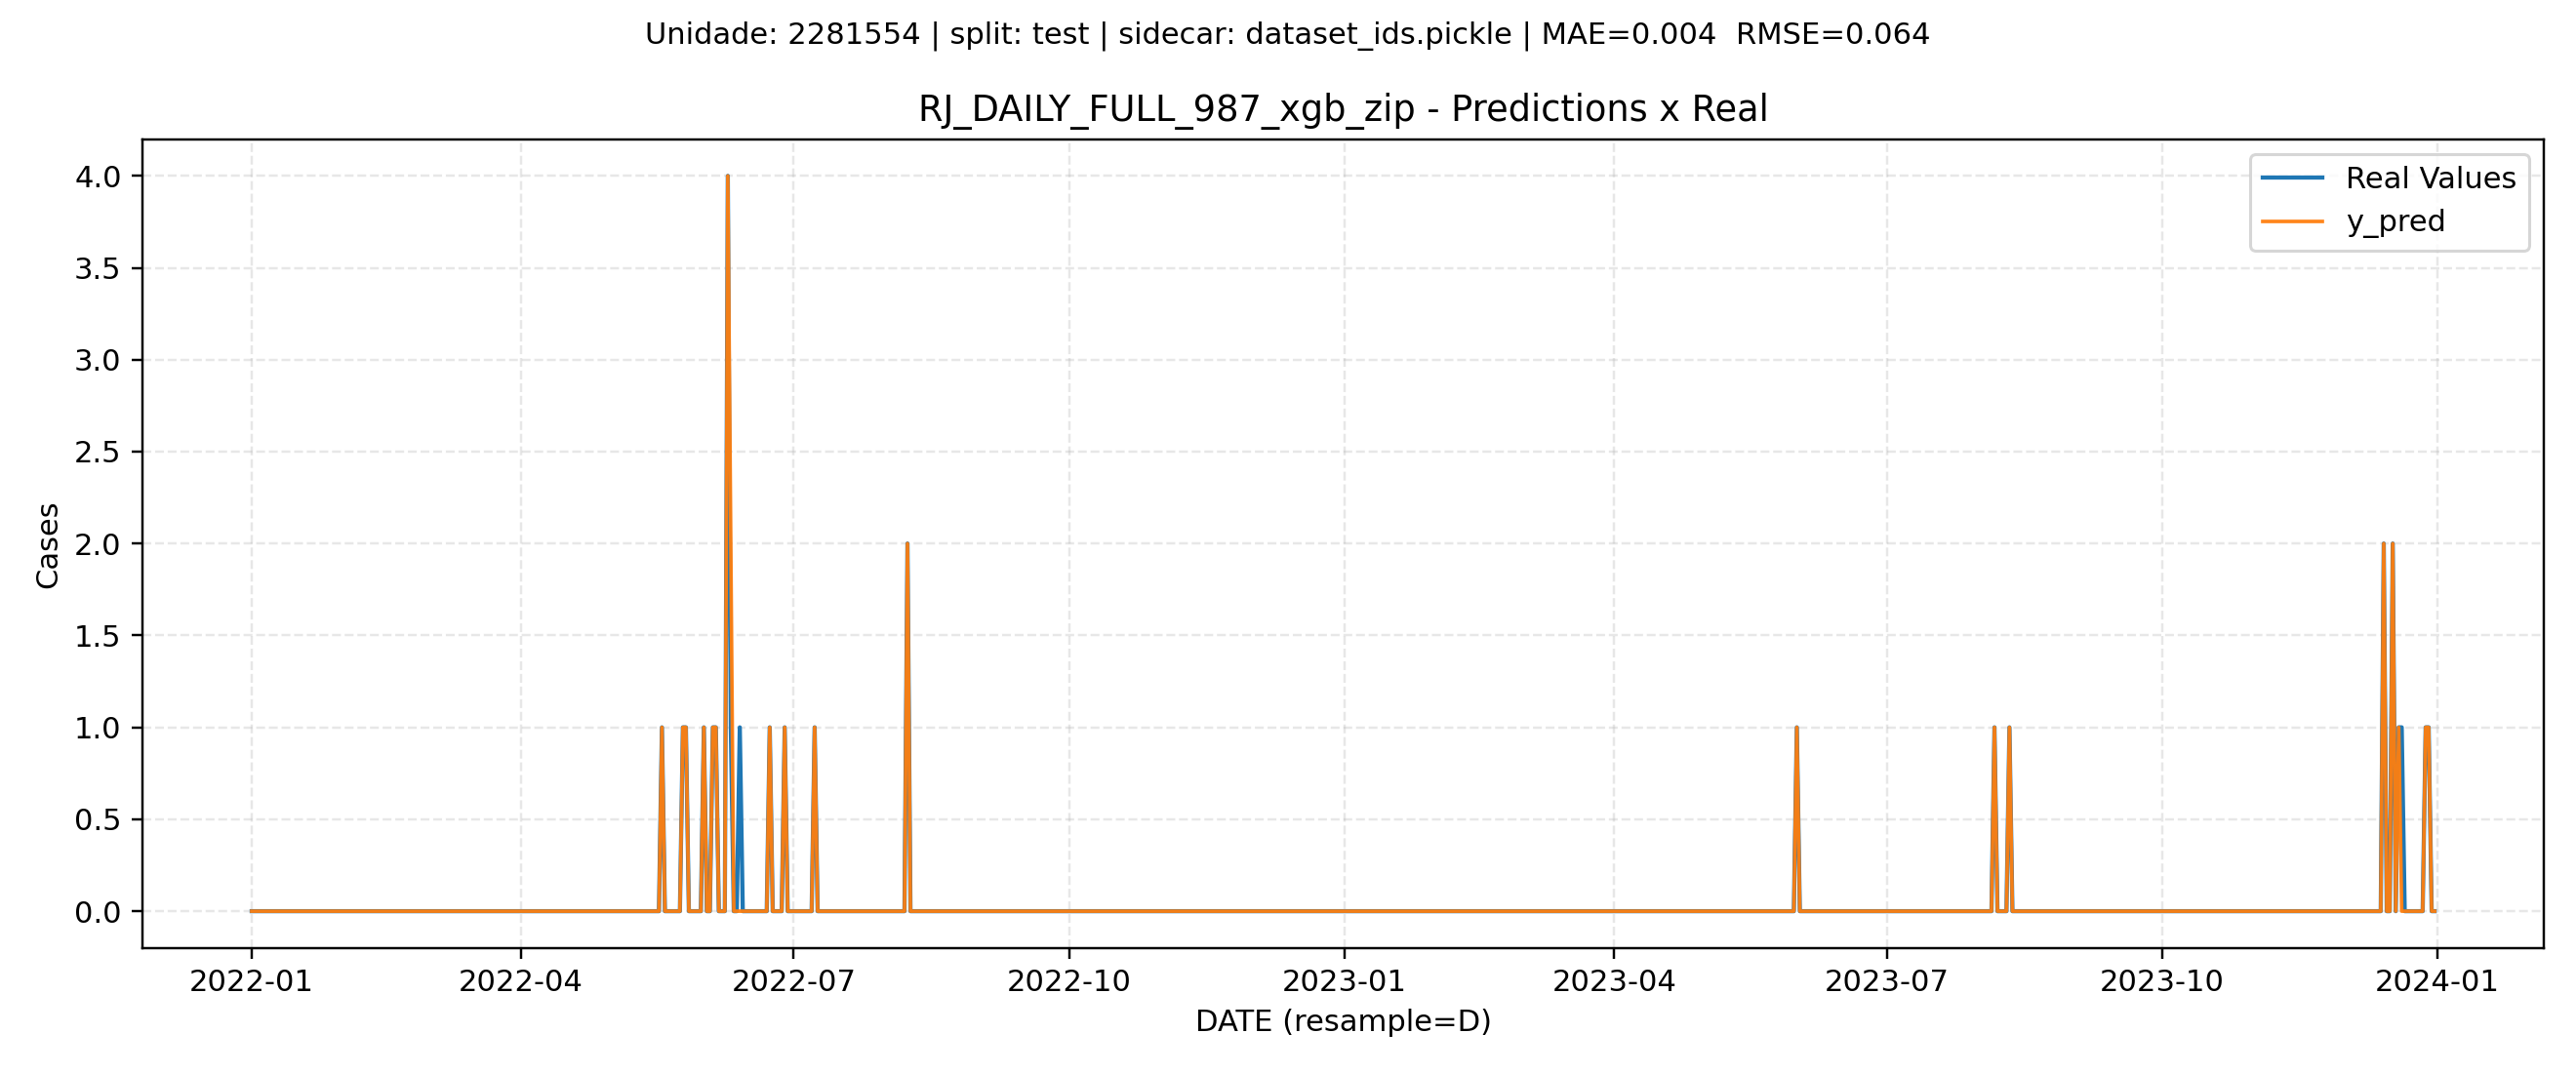 Unidade: 2281554 | split: test | sidecar: dataset_ids.pickle | MAE=0.004  RMSE=0.064
RJ_DAILY_FULL_987_xgb_zip - Predictions x Real
Real Values
y_pred
Cases
4.0
3.5
3.0
2.5
2.0
1.5
1.0
0.5
0.0
2022-01 2022-04 2022-07 2022-10 2023-01 2023-04 2023-07 2023-10 2024-01
DATE (resample=D)